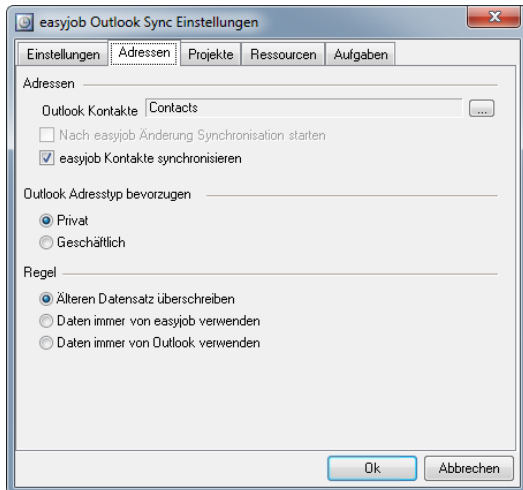 easyjob Outlook Sync Einstellungen
Einstellungen Adressen Projekte Ressourcen Aufgaben
Adressen
Outlook Kontakte Contacts ...
Nach easyjob Änderung Synchronisation starten
easyjob Kontakte synchronisieren
Outlook Adresstyp bevorzugen
Privat
Geschäftlich
Regel
Älteren Datensatz überschreiben
Daten immer von easyjob verwenden
Daten immer von Outlook verwenden
Ok Abbrechen